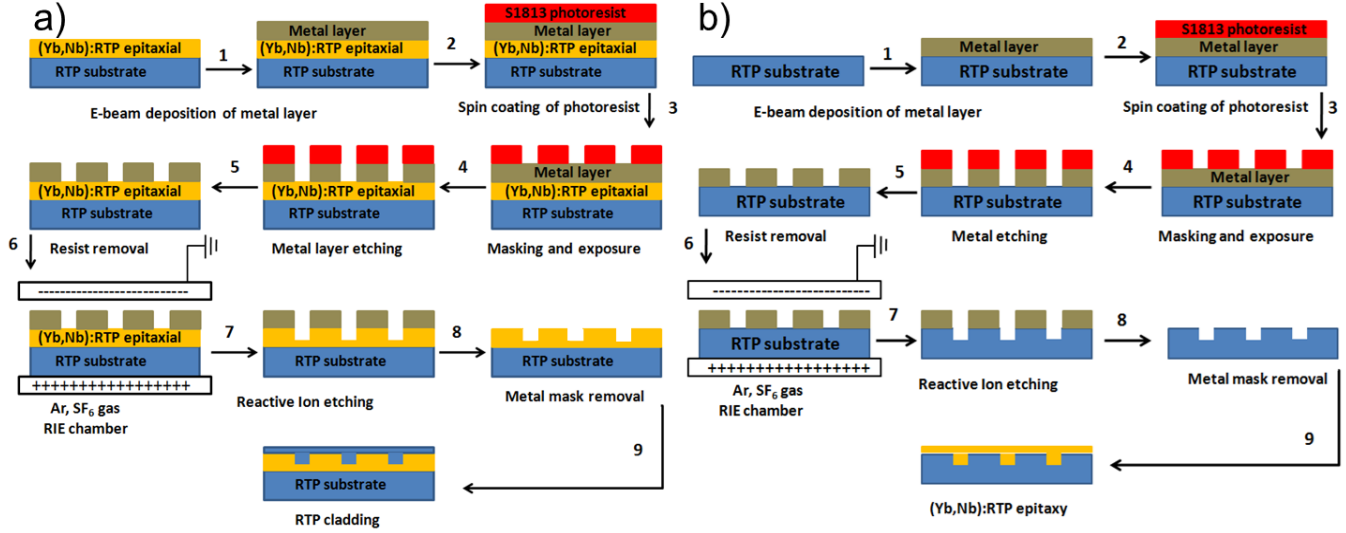 a)
(Yb,Nb):RTP epitaxial
RTP substrate
1
Metal layer
(Yb,Nb):RTP epitaxial
RTP substrate
2
S1813 photoresist
Metal layer
(Yb,Nb):RTP epitaxial
RTP substrate
E-beam deposition of metal layer
Spin coating of photoresist
3
Metal layer
(Yb,Nb):RTP epitaxial
RTP substrate
4
(Yb,Nb):RTP epitaxial
RTP substrate
5
(Yb,Nb):RTP epitaxial
RTP substrate
Masking and exposure
Metal layer etching
Resist removal
6
--------------------------
(Yb,Nb):RTP epitaxial
RTP substrate
+++++++++++++++++
Ar, SF₆ gas
RIE chamber
7
RTP substrate
Reactive Ion etching
8
RTP substrate
Metal mask removal
9
RTP substrate
RTP cladding
b)
RTP substrate
1
Metal layer
RTP substrate
2
S1813 photoresist
Metal layer
RTP substrate
E-beam deposition of metal layer
Spin coating of photoresist
3
Metal layer
RTP substrate
4
RTP substrate
5
RTP substrate
Masking and exposure
Metal etching
Resist removal
6
--------------------------
RTP substrate
+++++++++++++++++
Ar, SF₆ gas
RIE chamber
7
Reactive Ion etching
8
Metal mask removal
9
(Yb,Nb):RTP epitaxy